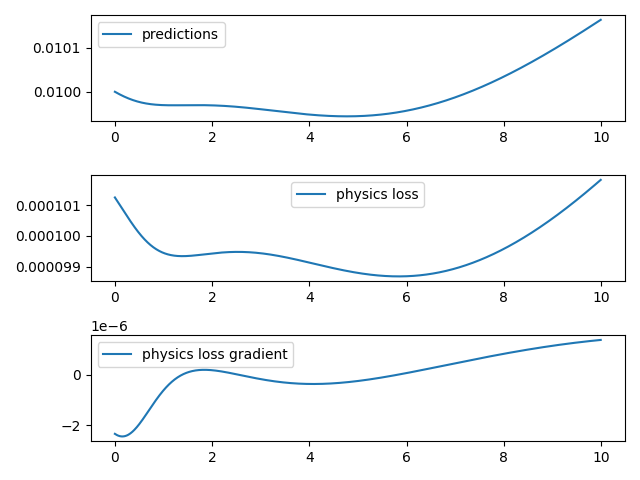 predictions
0.0101
0.0100
0 2 4 6 8 10
physics loss
0.000101
0.000100
0.000099
0 2 4 6 8 10
1e−6
physics loss gradient
0
−2
0 2 4 6 8 10